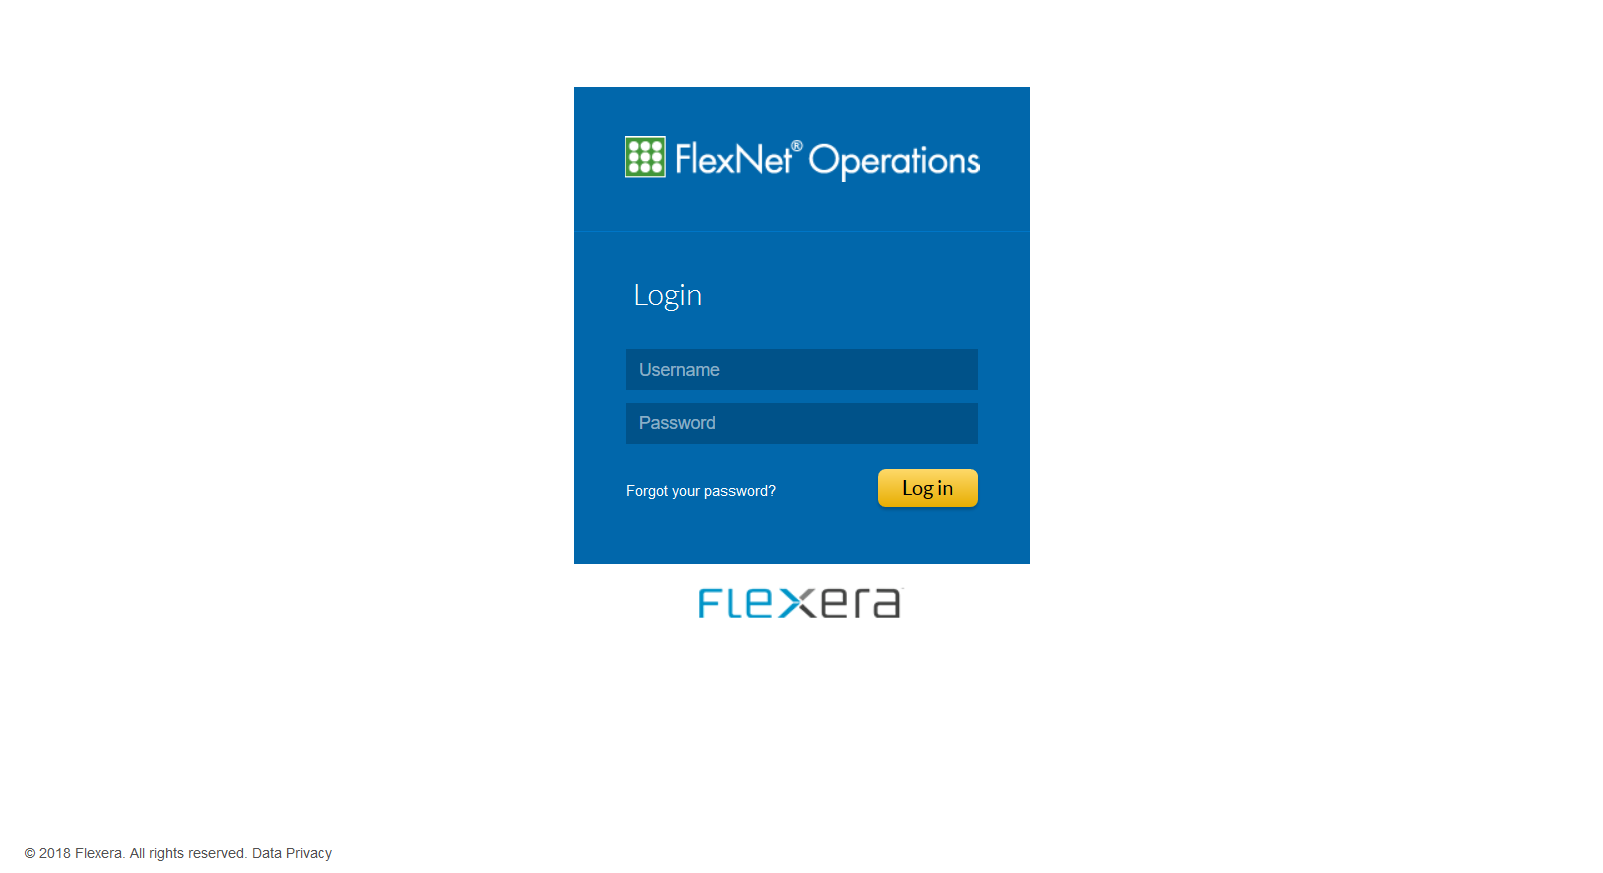 FlexNet® Operations
Login
Username
Password
Forgot your password?
Log in
FLEXera
© 2018 Flexera. All rights reserved. Data Privacy